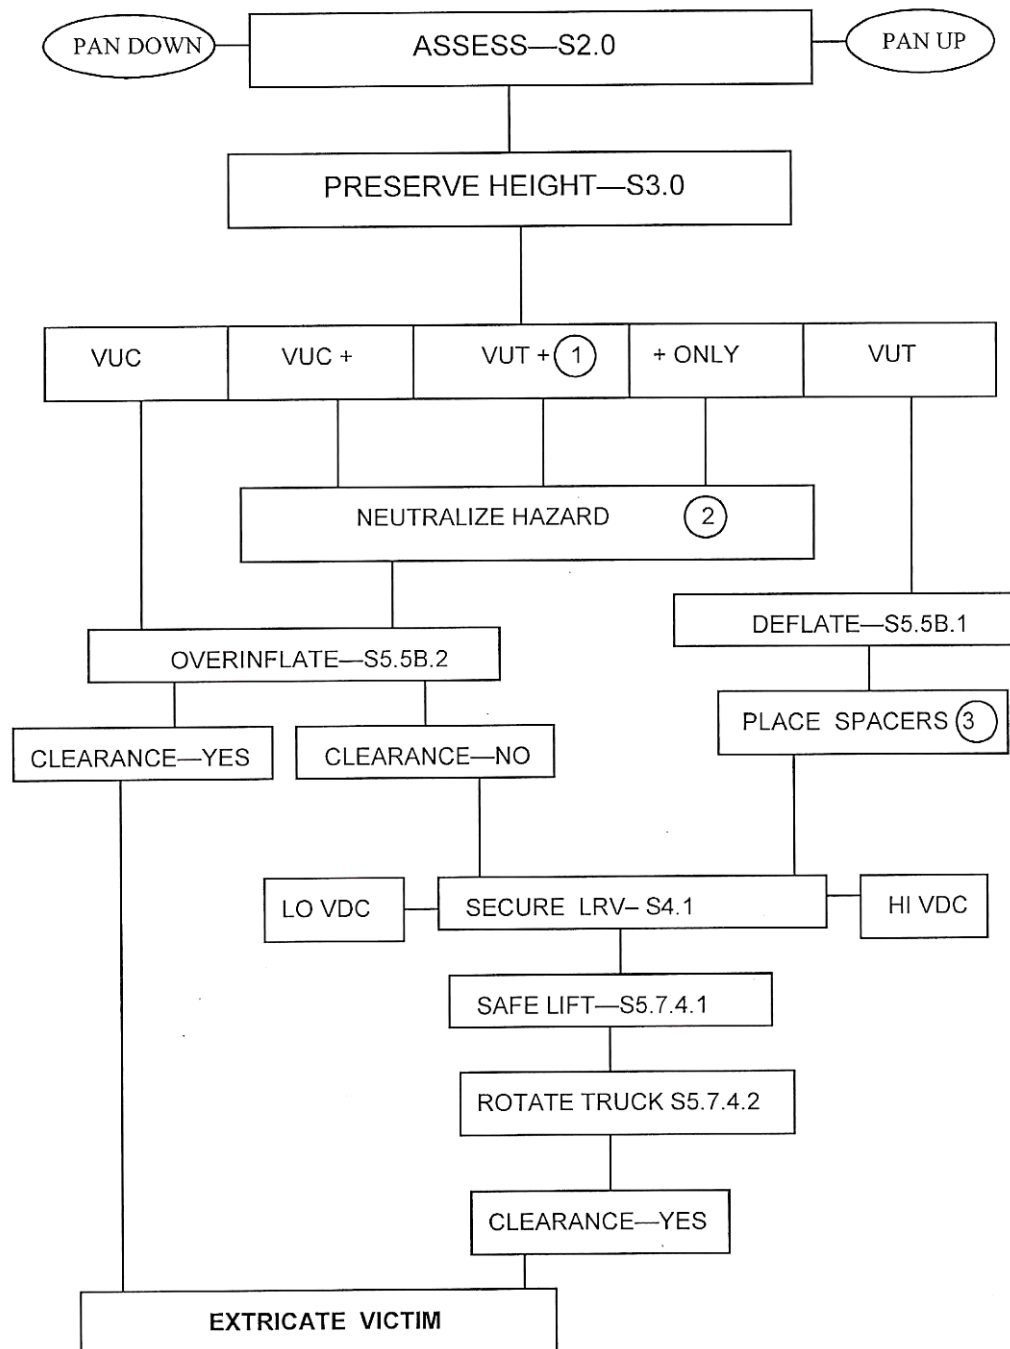 PAN DOWN
ASSESS—S2.0
PAN UP
PRESERVE HEIGHT—S3.0
VUC
VUC +
VUT + 1
+ ONLY
VUT
NEUTRALIZE HAZARD 2
DEFLATE—S5.5B.1
OVERINFLATE—S5.5B.2
PLACE SPACERS 3
CLEARANCE—YES
CLEARANCE—NO
LO VDC
SECURE LRV– S4.1
HI VDC
SAFE LIFT—S5.7.4.1
ROTATE TRUCK S5.7.4.2
CLEARANCE—YES
EXTRICATE VICTIM